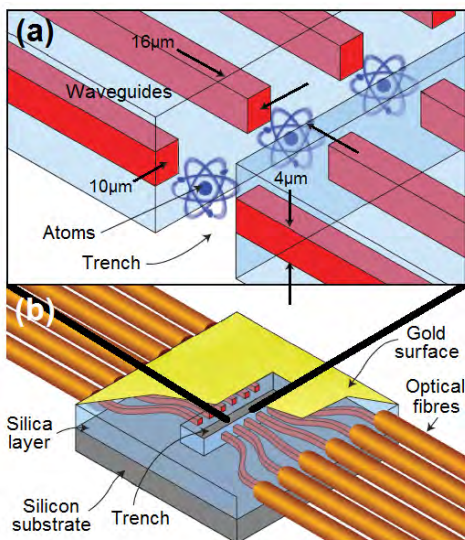 (a)
16μm
Waveguides
10μm
4μm
Atoms
Trench
(b)
Gold surface
Optical
fibres
Silica
layer
Silicon
substrate
Trench